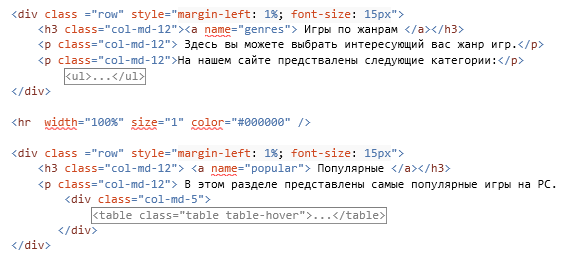 <div class ="row" style="margin-left: 1%; font-size: 15px">
<h3 class="col-md-12"><a name="genres"> Игры по жанрам </a></h3>
<p class="col-md-12"> Здесь вы можете выбрать интересующий вас жанр игр.</p>
<p class="col-md-12">На нашем сайте предствалены следующие категории:</p>
<ul>...</ul>
</div>
<hr  width="100%" size="1" color="#000000" />
<div class ="row" style="margin-left: 1%; font-size: 15px">
<h3 class="col-md-12"> <a name="popular"> Популярные </a></h3>
<p class="col-md-12"> В этом разделе представлены самые популярные игры на PC.
<div class="col-md-5">
<table class="table table-hover">...</table>
</div>
</div>